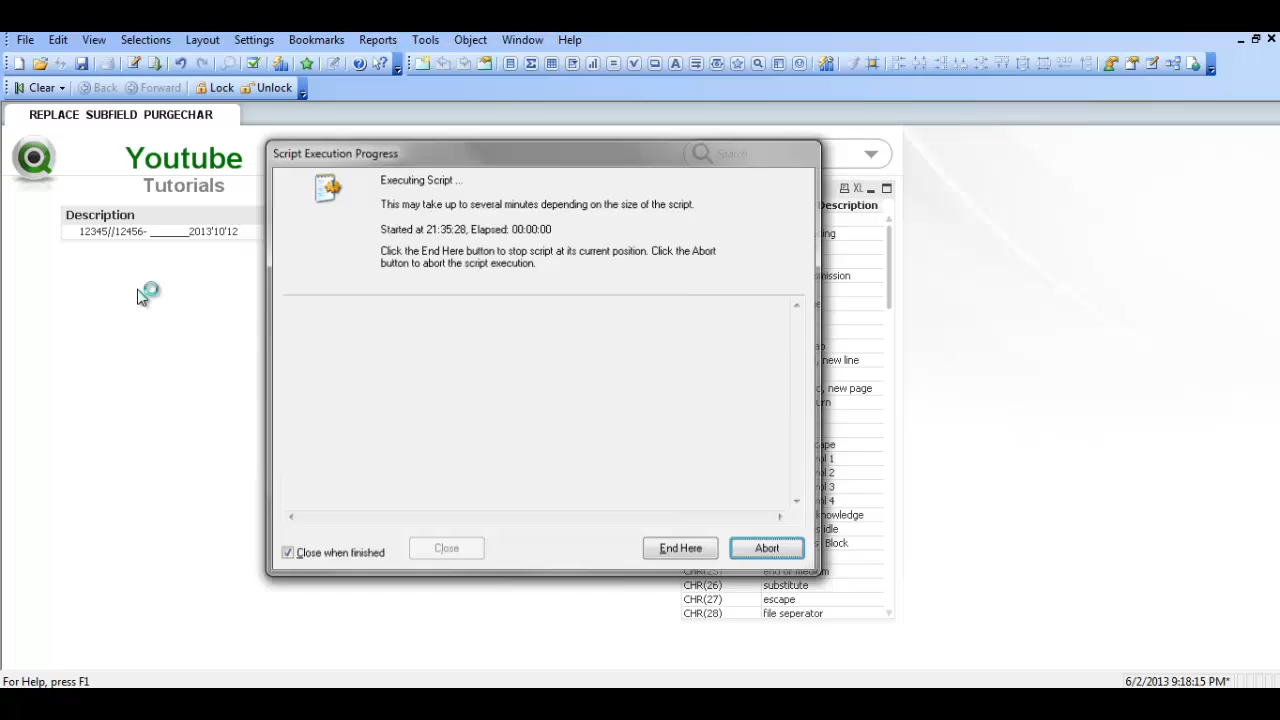 File Edit View Selections Layout Settings Bookmarks Reports Tools Object Window Help
Clear Back Forward Lock Unlock
REPLACE SUBFIELD PURGECHAR
Youtube
Tutorials
Description
12345//12456- _______2013'10'12
Script Execution Progress
Search
Executing Script ...
This may take up to several minutes depending on the size of the script.
Started at 21:35:28, Elapsed: 00:00:00
Click the End Here button to stop script at its current position. Click the Abort
button to abort the script execution.
Close when finished
Close
End Here
Abort
XL
Description
, new line
, new page
CHR(26) substitute
CHR(27) escape
CHR(28) file seperator
For Help, press F1
6/2/2013 9:18:15 PM*